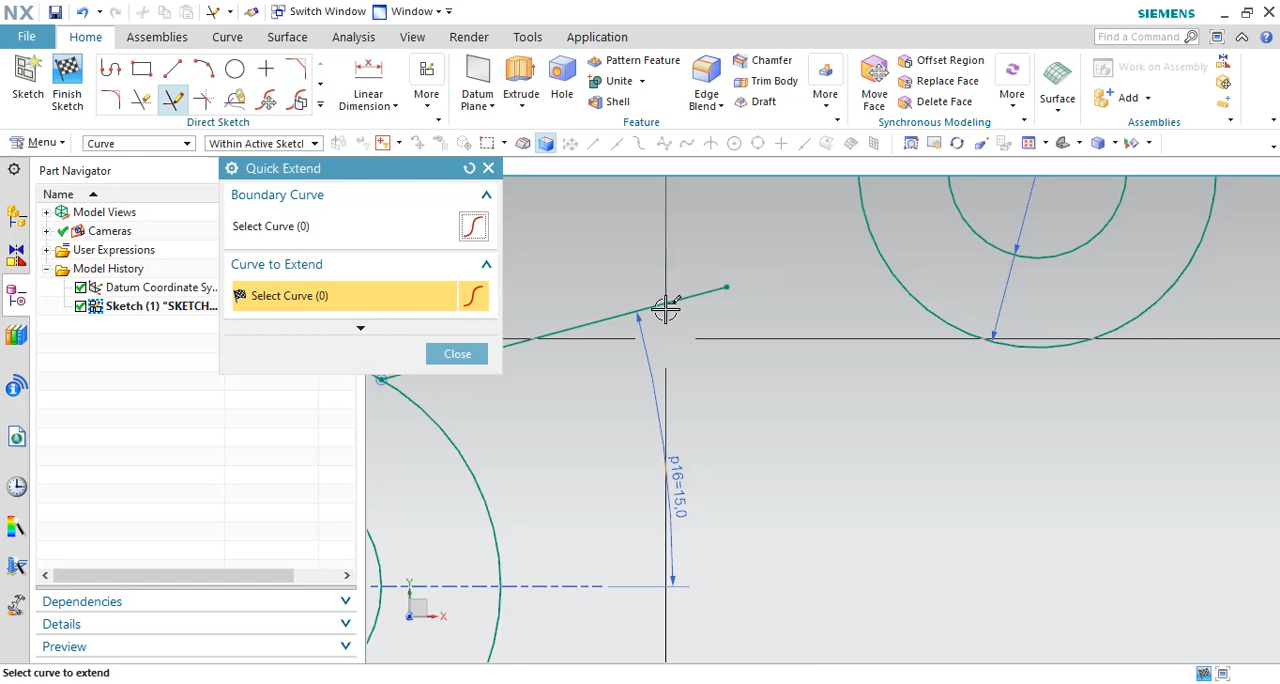 NX Switch Window Window SIEMENS
File Home Assemblies Curve Surface Analysis View Render Tools Application Find a Command
Sketch Finish Sketch Linear Dimension More Datum Plane Extrude Hole Pattern Feature Unite Shell Edge Blend Chamfer Trim Body Draft More Move Face Offset Region Replace Face Delete Face More Surface Work on Assembly Add
Direct Sketch Feature Synchronous Modeling Assemblies
Menu Curve Within Active Sketch
Part Navigator
Name
Model Views
Cameras
User Expressions
Model History
Datum Coordinate Sy...
Sketch (1) "SKETCH...
Dependencies
Details
Preview
Quick Extend
Boundary Curve
Select Curve (0)
Curve to Extend
Select Curve (0)
Close
p16=15,0
Y
X
Select curve to extend